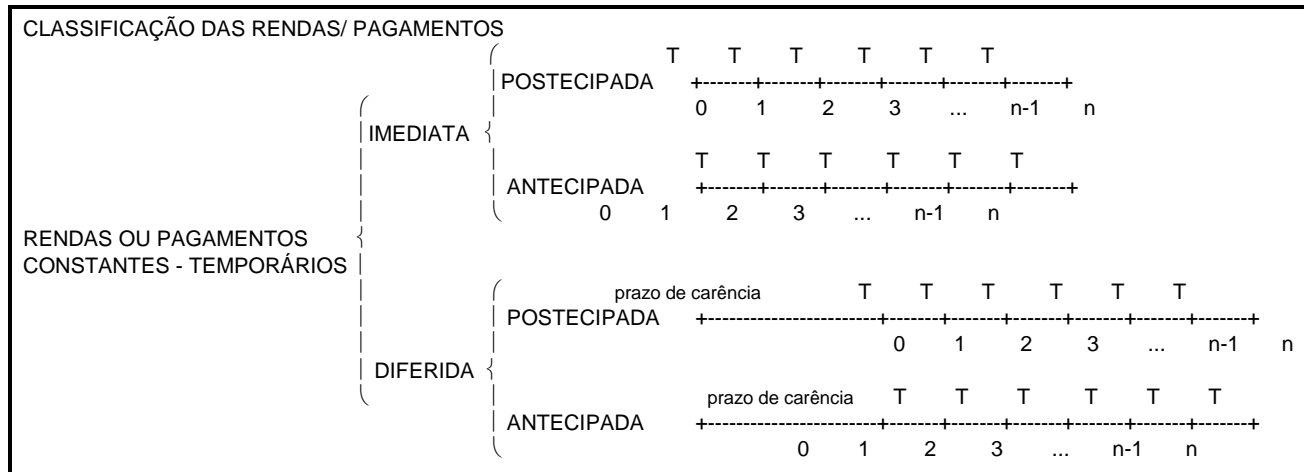 CLASSIFICAÇÃO DAS RENDAS/ PAGAMENTOS
T T T T T T
POSTECIPADA +-------+-------+-------+-------+-------+-------+
0 1 2 3 ... n-1 n
IMEDIATA
T T T T T T
ANTECIPADA +-------+-------+-------+-------+-------+-------+
0 1 2 3 ... n-1 n
RENDAS OU PAGAMENTOS
CONSTANTES - TEMPORÁRIOS
prazo de carência T T T T T T
POSTECIPADA +-----------------------+-------+-------+-------+-------+-------+-------+
0 1 2 3 ... n-1 n
DIFERIDA
prazo de carência T T T T T T
ANTECIPADA +-----------------------+-------+-------+-------+-------+-------+-------+
0 1 2 3 ... n-1 n